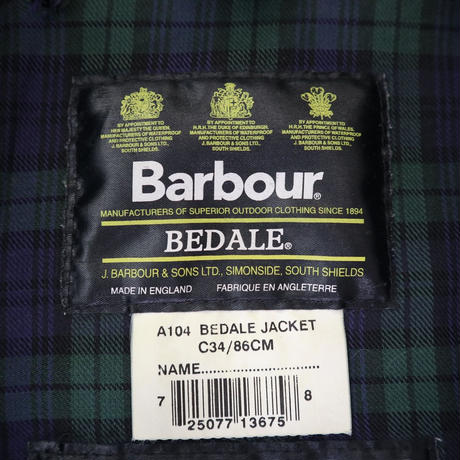 BY APPOINTMENT TO
HER MAJESTY THE QUEEN.
MANUFACTURERS OF WATERPROOF
AND PROTECTIVE CLOTHING
J. BARBOUR & SONS LTD.,
SOUTH SHIELDS.
BY APPOINTMENT TO
H.R.H. THE DUKE OF EDINBURGH.
MANUFACTURERS OF WATERPROOF
AND PROTECTIVE CLOTHING
J. BARBOUR & SONS LTD.,
SOUTH SHIELDS.
BY APPOINTMENT TO
H.R.H. THE PRINCE OF WALES.
MANUFACTURERS OF WATERPROOF
AND PROTECTIVE CLOTHING
J. BARBOUR & SONS LTD.,
SOUTH SHIELDS.
Barbour®
MANUFACTURERS OF SUPERIOR OUTDOOR CLOTHING SINCE 1894
BEDALE®
J. BARBOUR & SONS LTD., SIMONSIDE, SOUTH SHIELDS
MADE IN ENGLAND FABRIQUE EN ANGLETERRE
A104 BEDALE JACKET
C34/86CM
NAME....................
7 25077 13675 8